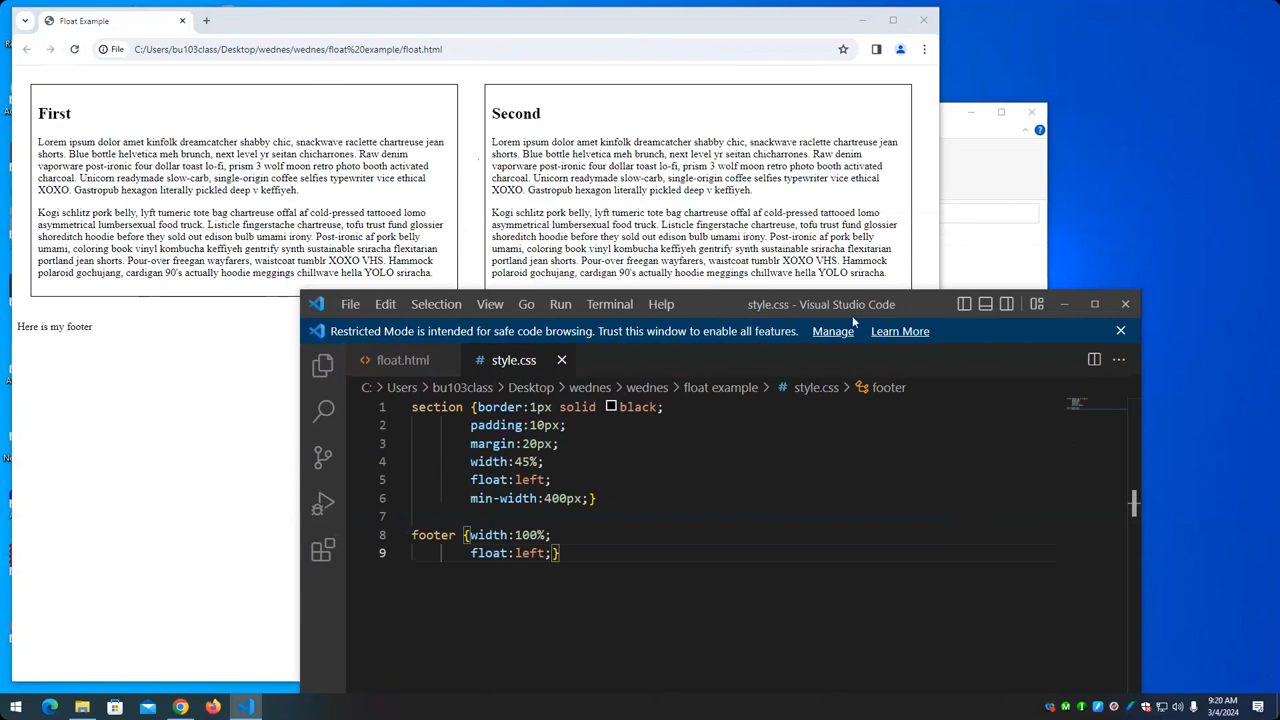 Float Example
File
C:/Users/bu103class/Desktop/wednes/wednes/float%20example/float.html
First
Lorem ipsum dolor amet kinfolk dreamcatcher shabby chic, snackwave raclette chartreuse jean
shorts. Blue bottle helvetica meh brunch, next level yr seitan chicharrones. Raw denim
vaporware post-ironic four dollar toast lo-fi, prism 3 wolf moon retro photo booth activated
charcoal. Unicorn readymade slow-carb, single-origin coffee selfies typewriter vice ethical
XOXO. Gastropub hexagon literally pickled deep v keffiyeh.
Kogi schlitz pork belly, lyft tumeric tote bag chartreuse offal af cold-pressed tattooed lomo
asymmetrical lumbersexual food truck. Listicle fingerstache chartreuse, tofu trust fund glossier
shoreditch hoodie before they sold out edison bulb umami irony. Post-ironic af pork belly
umami, coloring book vinyl kombucha keffiyeh gentrify synth sustainable sriracha flexitarian
portland jean shorts. Pour-over freegan wayfarers, waistcoat tumblr XOXO VHS. Hammock
polaroid gochujang, cardigan 90's actually hoodie meggings chillwave hella YOLO sriracha.
Second
Lorem ipsum dolor amet kinfolk dreamcatcher shabby chic, snackwave raclette chartreuse jean
shorts. Blue bottle helvetica meh brunch, next level yr seitan chicharrones. Raw denim
vaporware post-ironic four dollar toast lo-fi, prism 3 wolf moon retro photo booth activated
charcoal. Unicorn readymade slow-carb, single-origin coffee selfies typewriter vice ethical
XOXO. Gastropub hexagon literally pickled deep v keffiyeh.
Kogi schlitz pork belly, lyft tumeric tote bag chartreuse offal af cold-pressed tattooed lomo
asymmetrical lumbersexual food truck. Listicle fingerstache chartreuse, tofu trust fund glossier
shoreditch hoodie before they sold out edison bulb umami irony. Post-ironic af pork belly
umami, coloring book vinyl kombucha keffiyeh gentrify synth sustainable sriracha flexitarian
portland jean shorts. Pour-over freegan wayfarers, waistcoat tumblr XOXO VHS. Hammock
polaroid gochujang, cardigan 90's actually hoodie meggings chillwave hella YOLO sriracha.
Here is my footer
File Edit Selection View Go Run Terminal Help style.css - Visual Studio Code
Restricted Mode is intended for safe code browsing. Trust this window to enable all features. Manage Learn More
float.html # style.css
C: > Users > bu103class > Desktop > wednes > wednes > float example > # style.css > footer
1 section {border:1px solid black;
2 padding:10px;
3 margin:20px;
4 width:45%;
5 float:left;
6 min-width:400px;}
7
8 footer {width:100%;
9 float:left;}
9:20 AM
3/4/2024